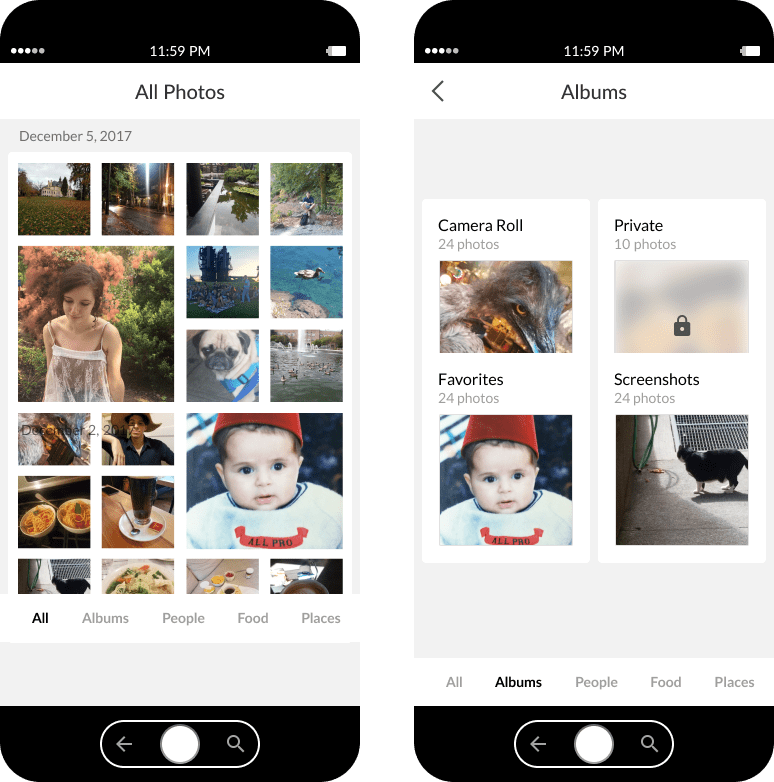 11:59 PM
All Photos
December 5, 2017
December 2, 2017
ALL PRO
All Albums People Food Places
11:59 PM
Albums
Camera Roll
24 photos
Private
10 photos
Favorites
24 photos
Screenshots
24 photos
ALL PRO
All Albums People Food Places